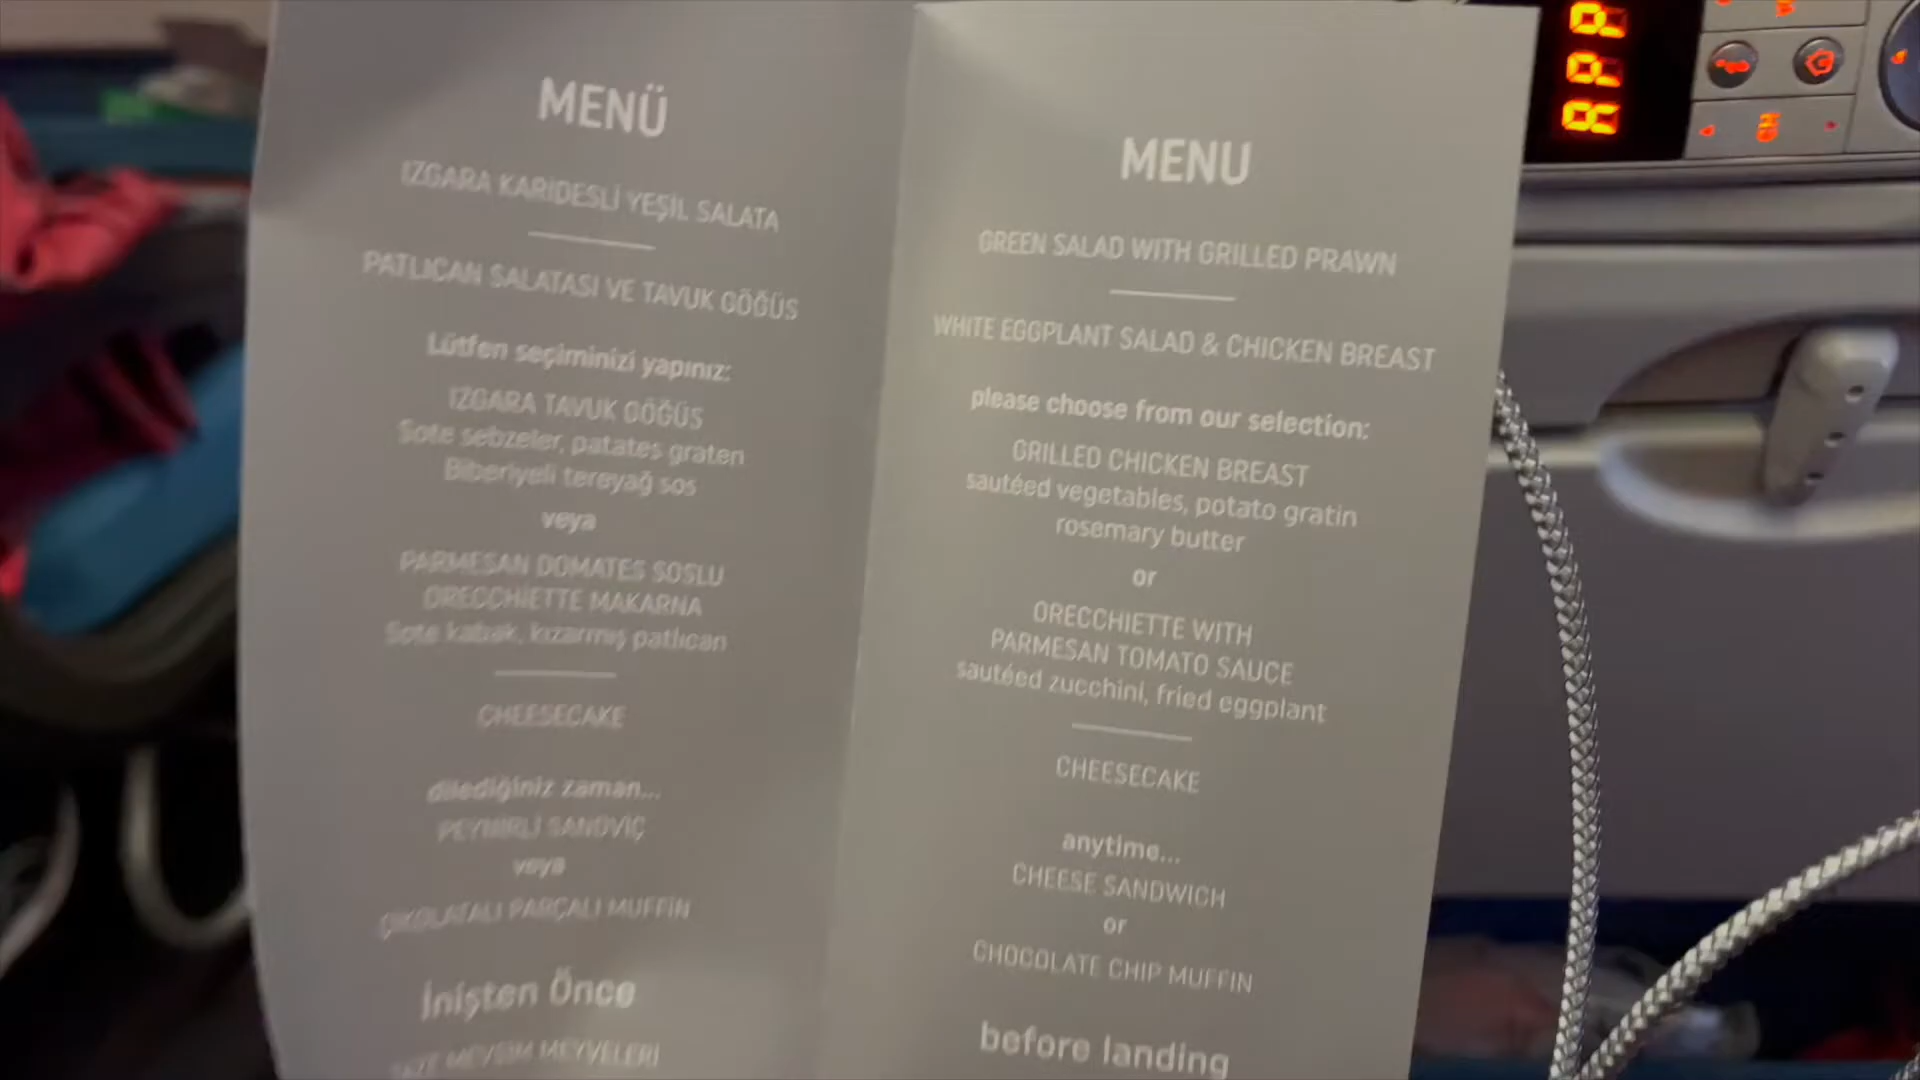 MENÜ
IZGARA KARİDESLİ YEŞİL SALATA
PATLICAN SALATASI VE TAVUK GÖĞÜS
Lütfen seçiminizi yapınız:
IZGARA TAVUK GÖĞÜS
Sote sebzeler, patates graten
Biberiyeli tereyağ sos
veya
PARMESAN DOMATES SOSLU
ORECCHIETTE MAKARNA
Sote kabak, kızarmış patlıcan
CHEESECAKE
dilediğiniz zaman...
PEYNİRLİ SANDVİÇ
veya
ÇİKOLATALI PARÇALI MUFFİN
İnişten Önce
TAZE MEVSİM MEYVELERİ
MENU
GREEN SALAD WITH GRILLED PRAWN
WHITE EGGPLANT SALAD & CHICKEN BREAST
please choose from our selection:
GRILLED CHICKEN BREAST
sautéed vegetables, potato gratin
rosemary butter
or
ORECCHIETTE WITH
PARMESAN TOMATO SAUCE
sautéed zucchini, fried eggplant
CHEESECAKE
anytime...
CHEESE SANDWICH
or
CHOCOLATE CHIP MUFFIN
before landing